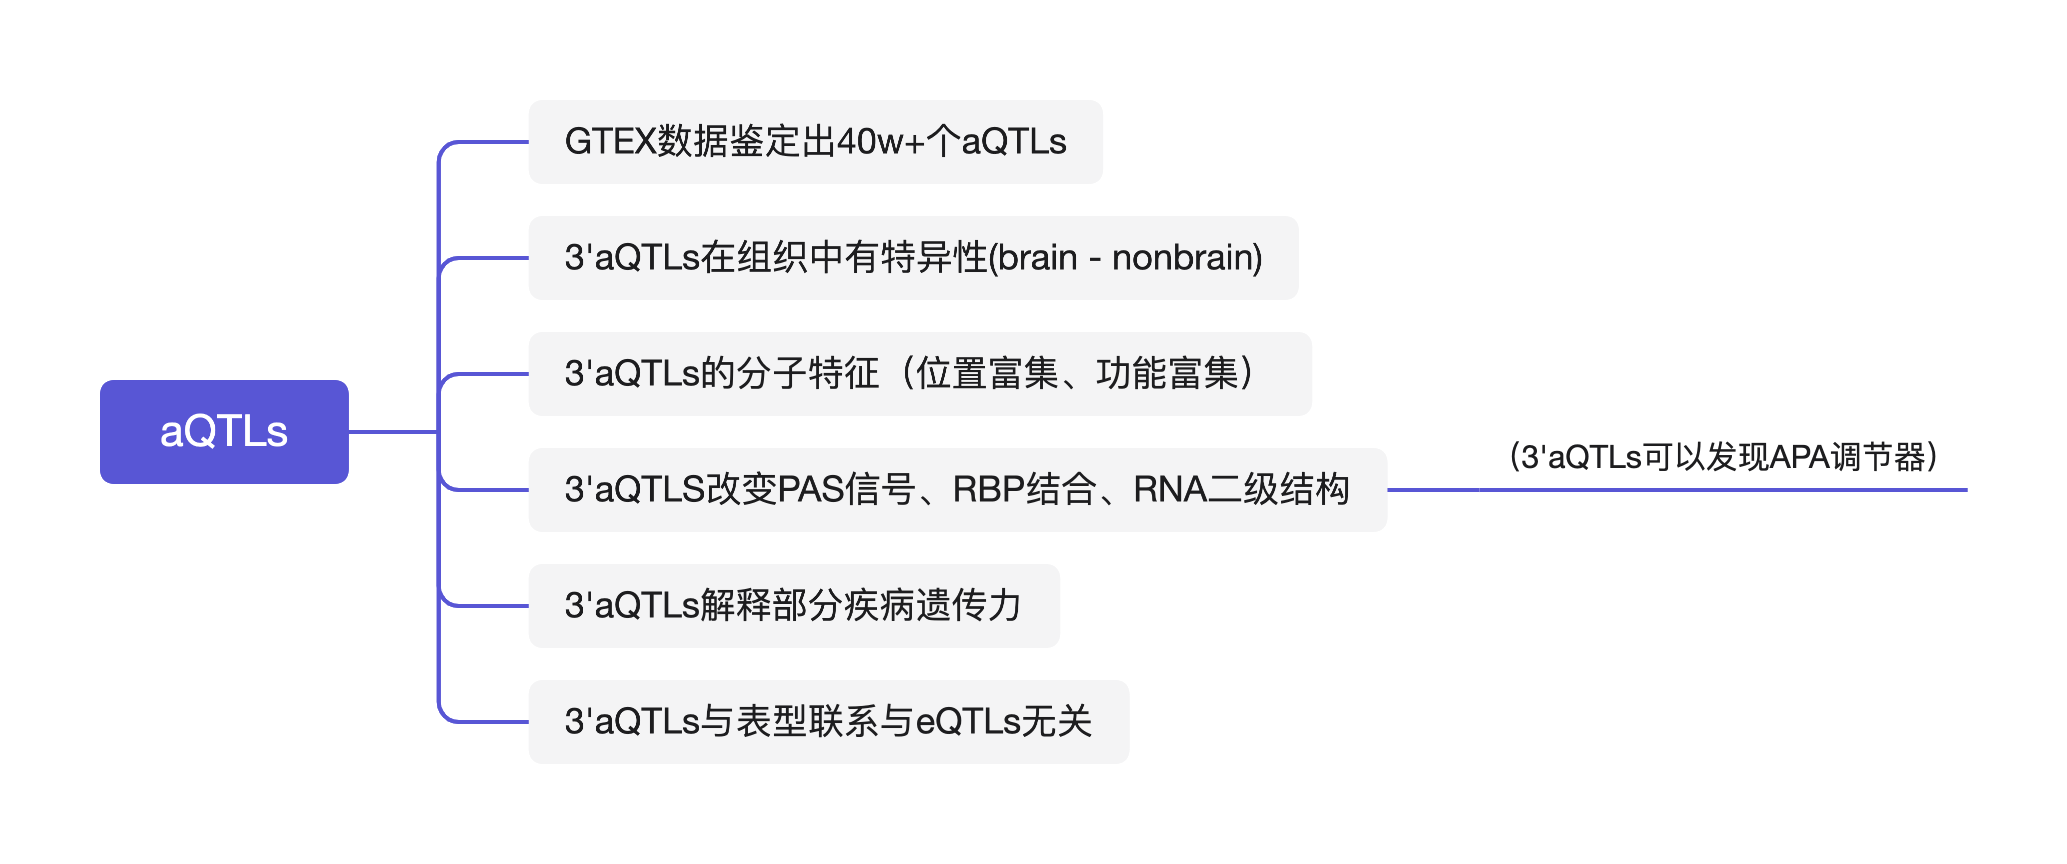 GTEX数据鉴定出40w+个aQTLs
3'aQTLs在组织中有特异性(brain - nonbrain)
3'aQTLs的分子特征（位置富集、功能富集）
aQTLs
3'aQTLS改变PAS信号、RBP结合、RNA二级结构
（3'aQTLs可以发现APA调节器）
3'aQTLs解释部分疾病遗传力
3'aQTLs与表型联系与eQTLs无关